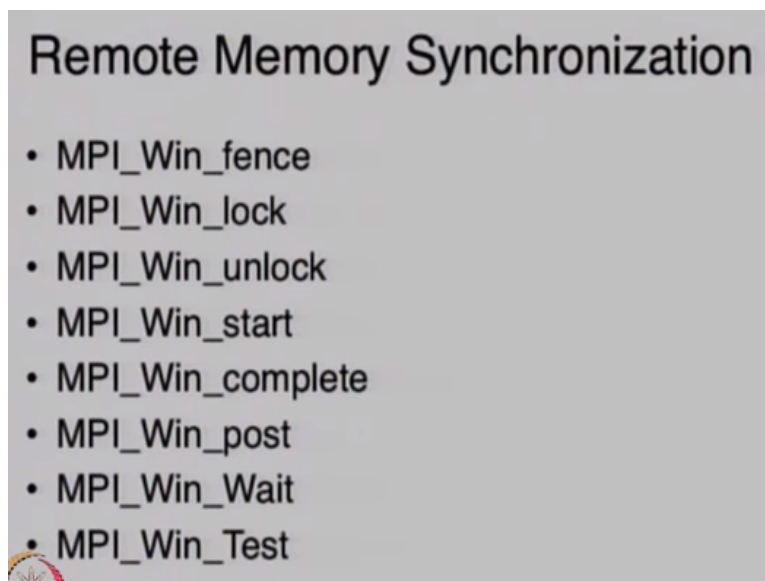 Remote Memory Synchronization
• MPI_Win_fence
• MPI_Win_lock
• MPI_Win_unlock
• MPI_Win_start
• MPI_Win_complete
• MPI_Win_post
• MPI_Win_Wait
• MPI_Win_Test